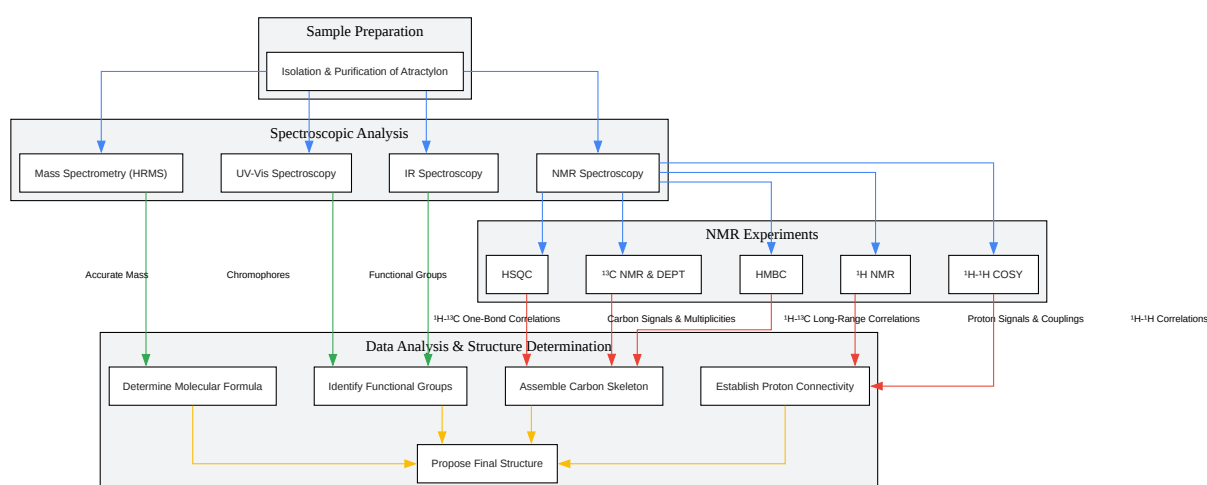 Sample Preparation
Isolation & Purification of Atractylon
Spectroscopic Analysis
Mass Spectrometry (HRMS)
UV-Vis Spectroscopy
IR Spectroscopy
NMR Spectroscopy
NMR Experiments
HSQC
¹³C NMR & DEPT
HMBC
¹H NMR
¹H-¹H COSY
Accurate Mass
Chromophores
Functional Groups
¹H-¹³C One-Bond Correlations
Carbon Signals & Multiplicities
¹H-¹³C Long-Range Correlations
Proton Signals & Couplings
¹H-¹H Correlations
Data Analysis & Structure Determination
Determine Molecular Formula
Identify Functional Groups
Assemble Carbon Skeleton
Establish Proton Connectivity
Propose Final Structure